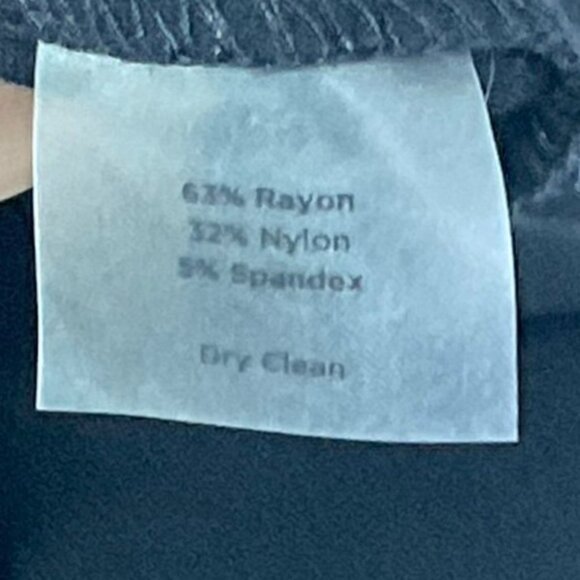 63% Rayon
32% Nylon
5% Spandex
Dry Clean